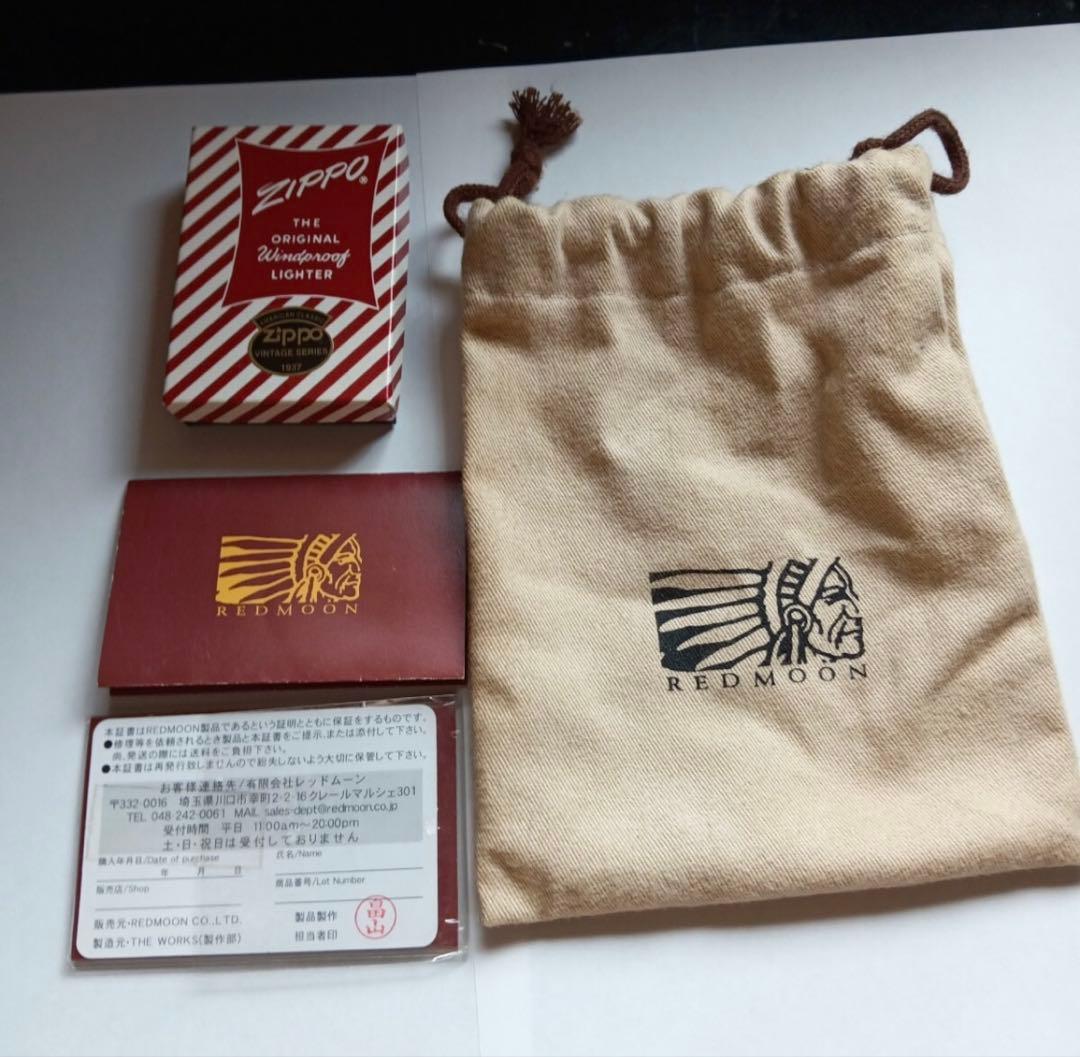 ZIPPO®
THE
ORIGINAL
Windproof
LIGHTER
AMERICAN CLASSIC
Zippo
VINTAGE SERIES
1937
REDMOÖN
REDMOÖN
本証書はREDMOON製品であるという証明とともに保証をするものです。
●修理等を依頼されるとき製品と本証書をご提示、または添付して下さい。
尚、発送の際には送料をご負担下さい。
●本証書は再発行致しまじんので紛失しないよう大切に保管して下さい。
お客様連絡先/有限会社レッドムーン
〒332-0016 埼玉県川口市幸町2-2-16クレールマルシェ301
TEL 048-242-0061 MAIL sales-dept@redmoon.co.jp
受付時間 平日 11:00am〜20:00pm
土・日・祝日は受付しておりません
購入年月日/Date of purchase 氏名/Name
年 月 日
販売店/Shop 商品番号/Lot Number
販売元・REDMOON CO.,LTD. 製品製作
製造元・THE WORKS(製作部) 担当者印
畠山